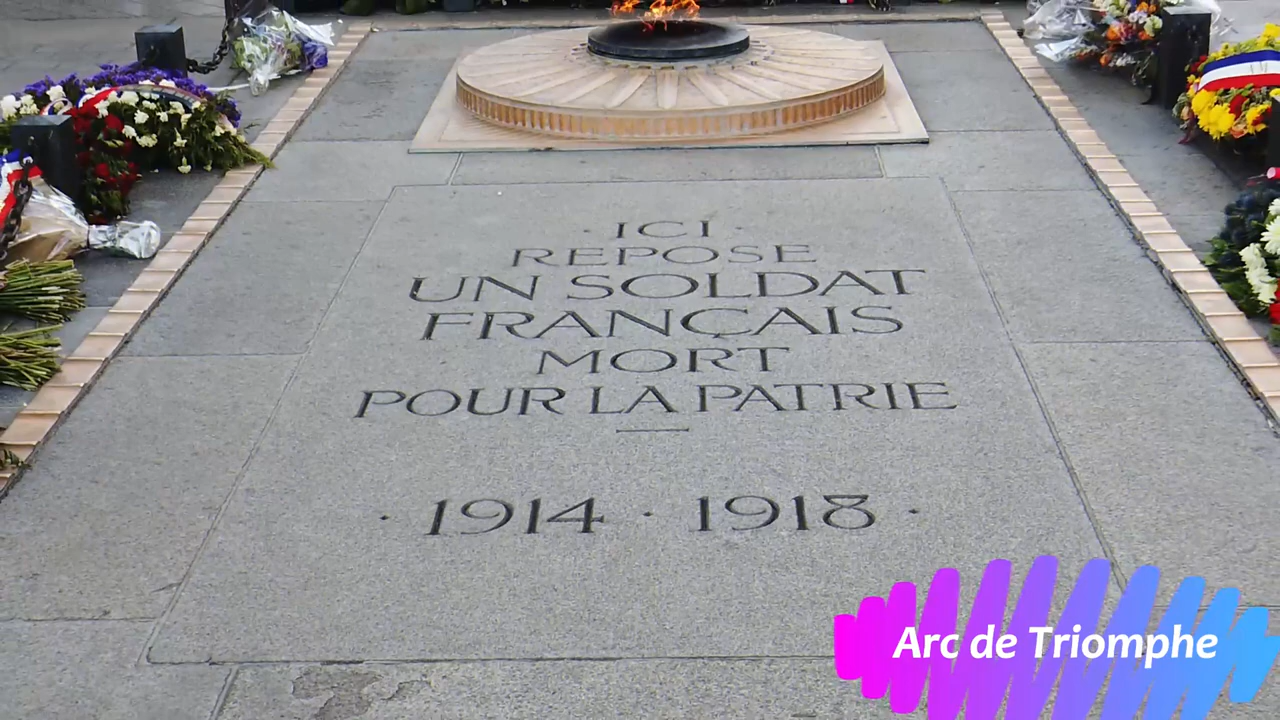 · ICI ·
REPOSE
UN SOLDAT
FRANÇAIS
MORT
POUR LA PATRIE
· 1914 · 1918 ·
Arc de Triomphe